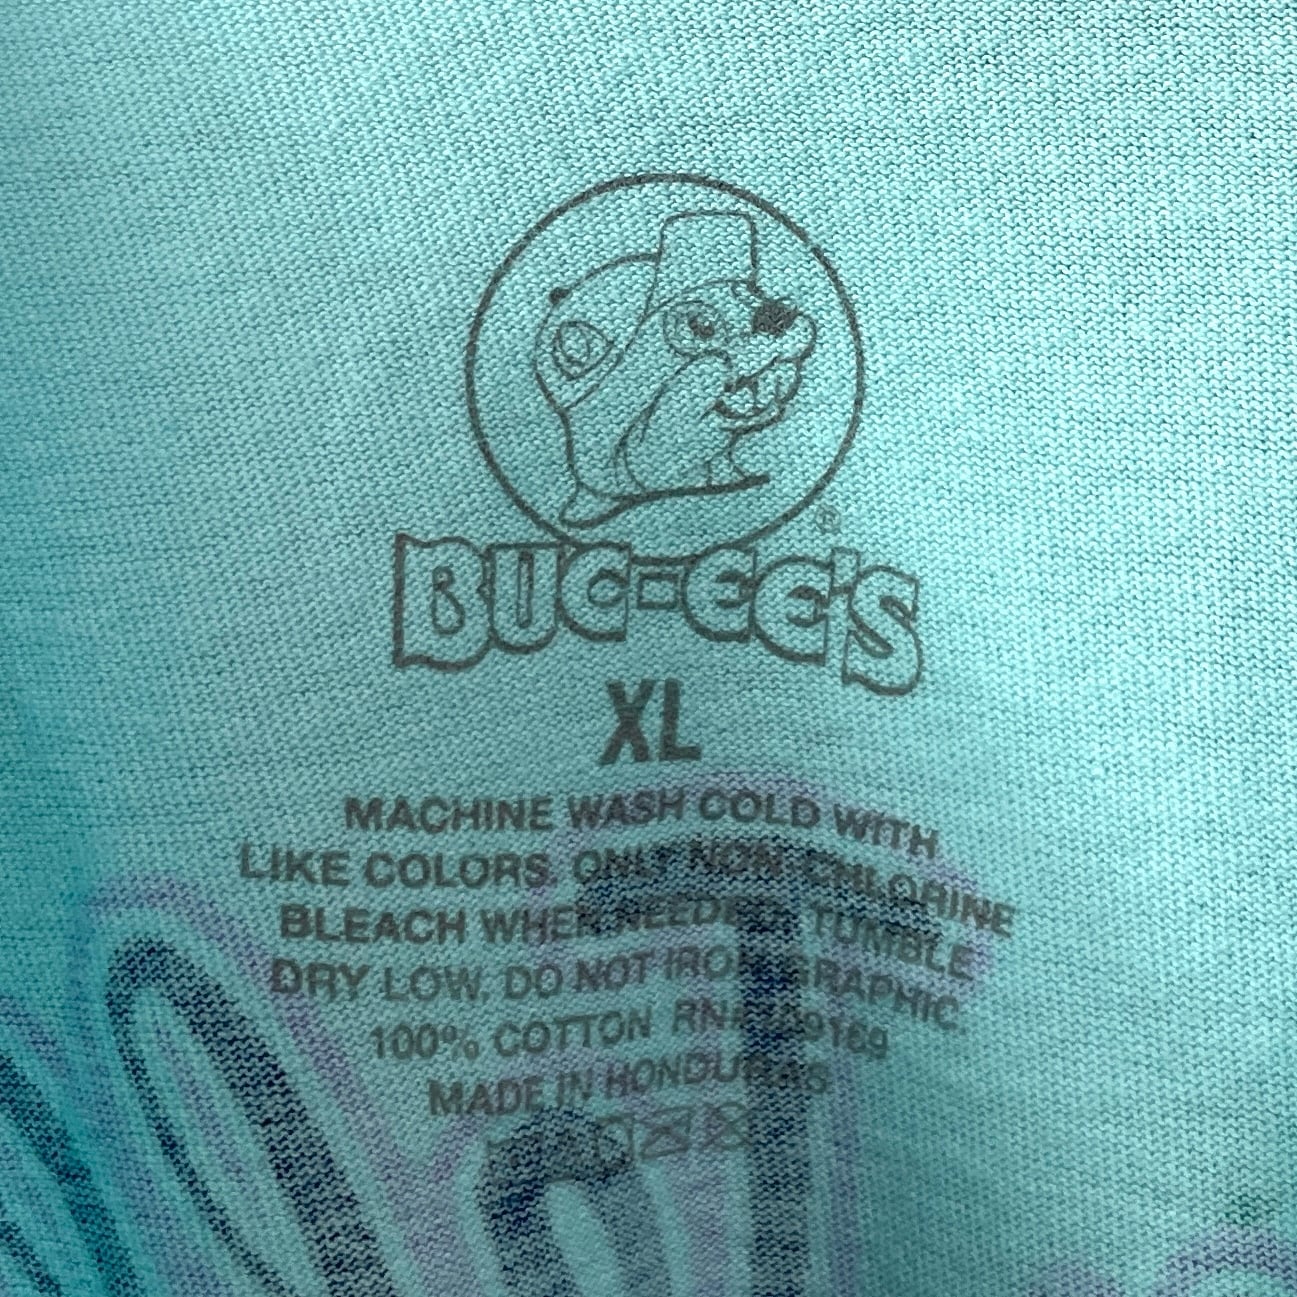 ®
BUC-EE'S
XL
MACHINE WASH COLD WITH
LIKE COLORS, ONLY NON-CHLORINE
BLEACH WHEN NEEDED, TUMBLE
DRY LOW, DO NOT IRON GRAPHIC.
100% COTTON
MADE IN HONDURAS